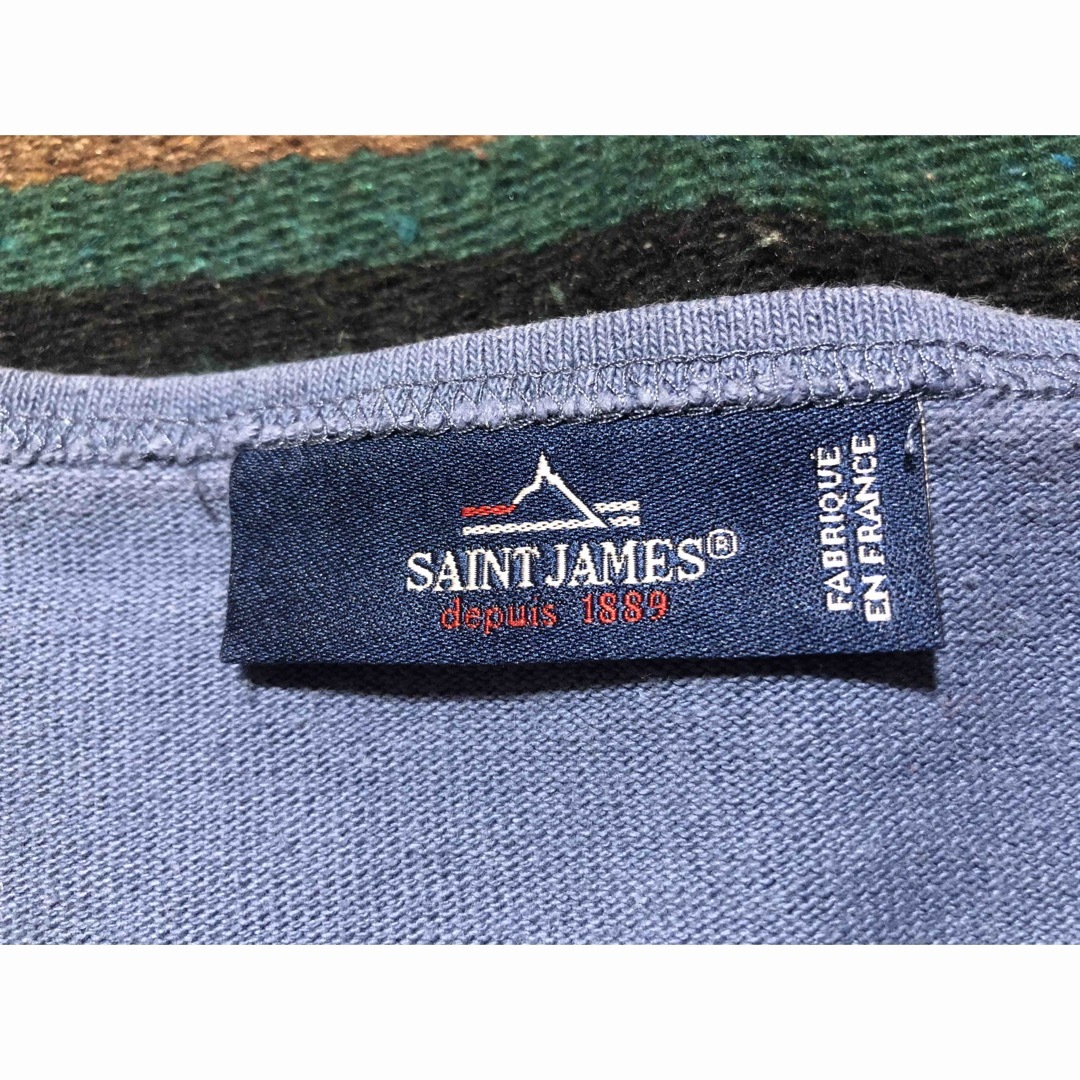 SAINT JAMES®
depuis 1889
FABRIQUÉ
EN FRANCE